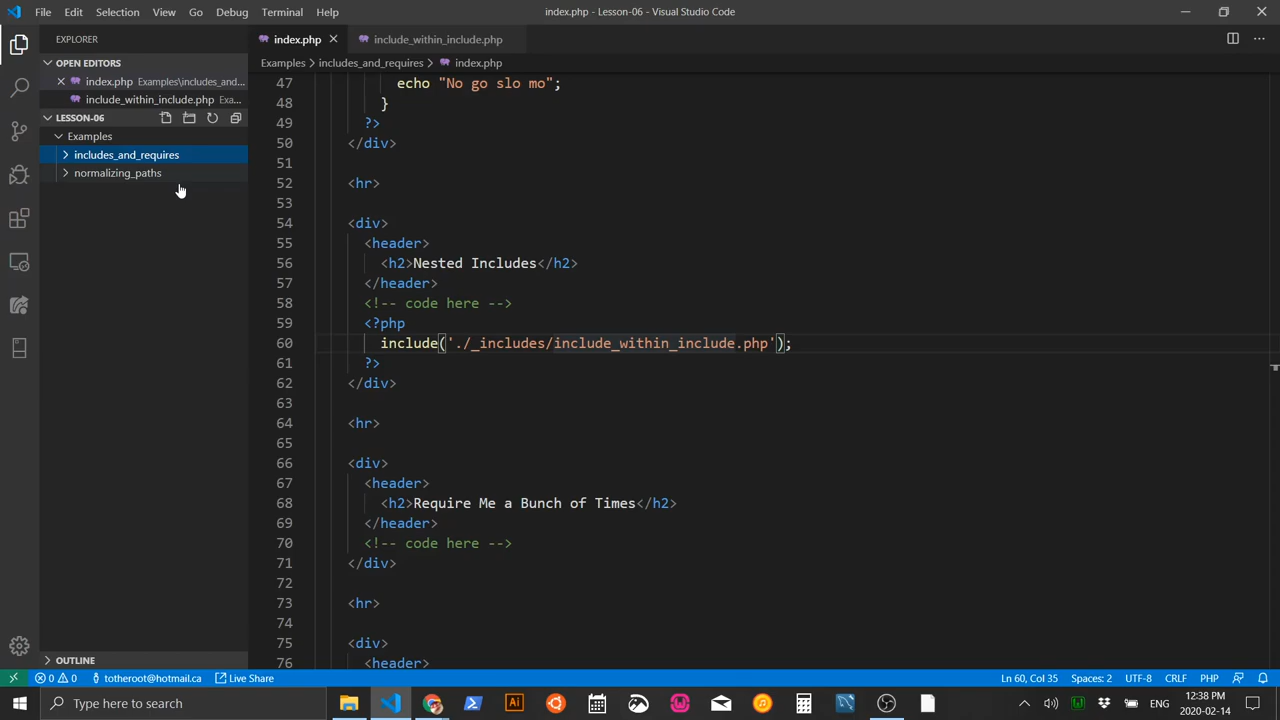 File Edit Selection View Go Debug Terminal Help index.php - Lesson-06 - Visual Studio Code
EXPLORER
OPEN EDITORS
index.php Examples\includes_and...
include_within_include.php Exa...
LESSON-06
Examples
includes_and_requires
normalizing_paths
OUTLINE
index.php include_within_include.php
Examples > includes_and_requires > index.php
47 echo "No go slo mo";
48 }
49 ?>
50 </div>
51
52 <hr>
53
54 <div>
55 <header>
56 <h2>Nested Includes</h2>
57 </header>
58 <!-- code here -->
59 <?php
60 include('./_includes/include_within_include.php');
61 ?>
62 </div>
63
64 <hr>
65
66 <div>
67 <header>
68 <h2>Require Me a Bunch of Times</h2>
69 </header>
70 <!-- code here -->
71 </div>
72
73 <hr>
74
75 <div>
76 <header>
0 0 totheroot@hotmail.ca Live Share Ln 60, Col 35 Spaces: 2 UTF-8 CRLF PHP
Type here to search ENG 12:38 PM
2020-02-14